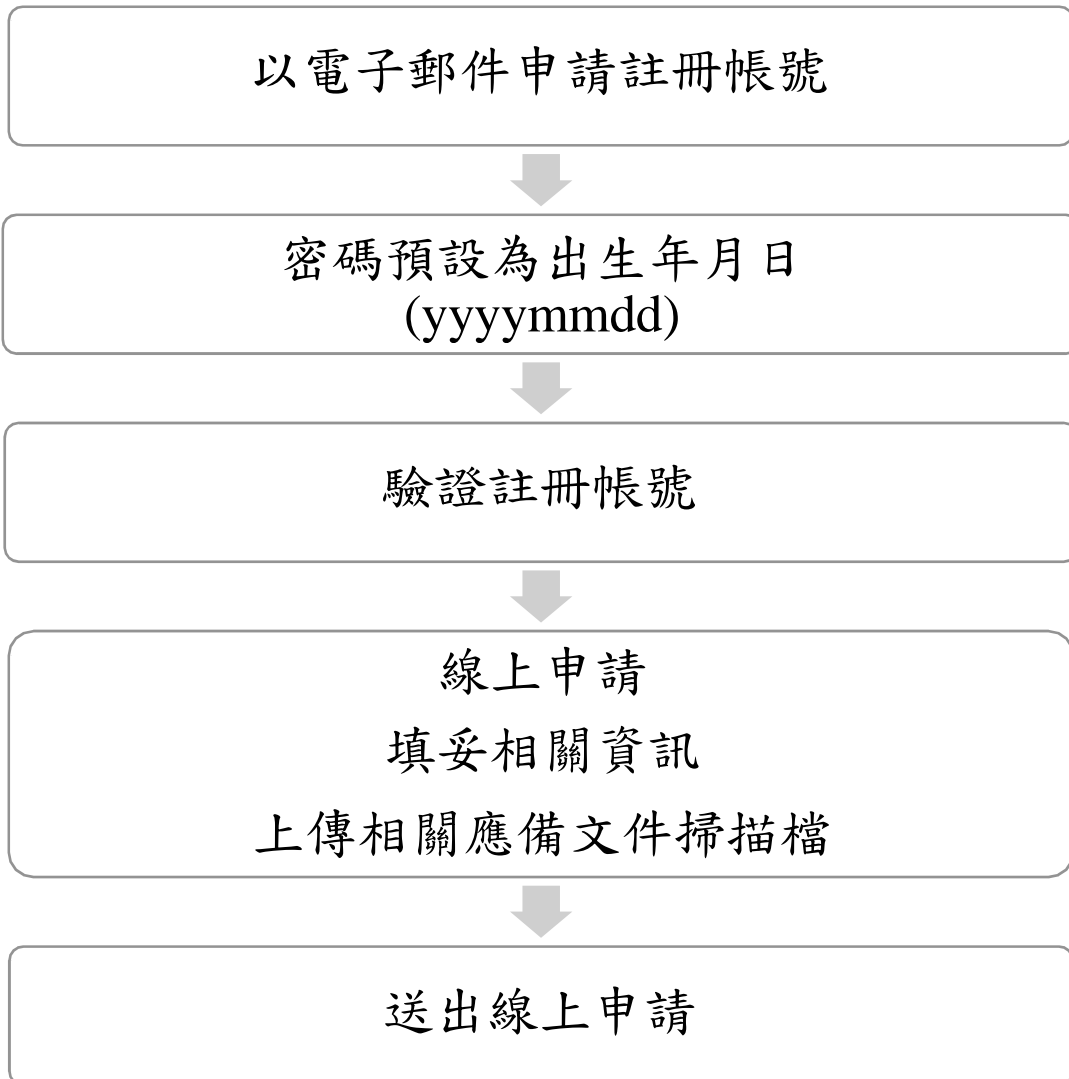 以電子郵件申請註冊帳號
密碼預設為出生年月日
(yyyymmdd)
驗證註冊帳號
線上申請
填妥相關資訊
上傳相關應備文件掃描檔
送出線上申請